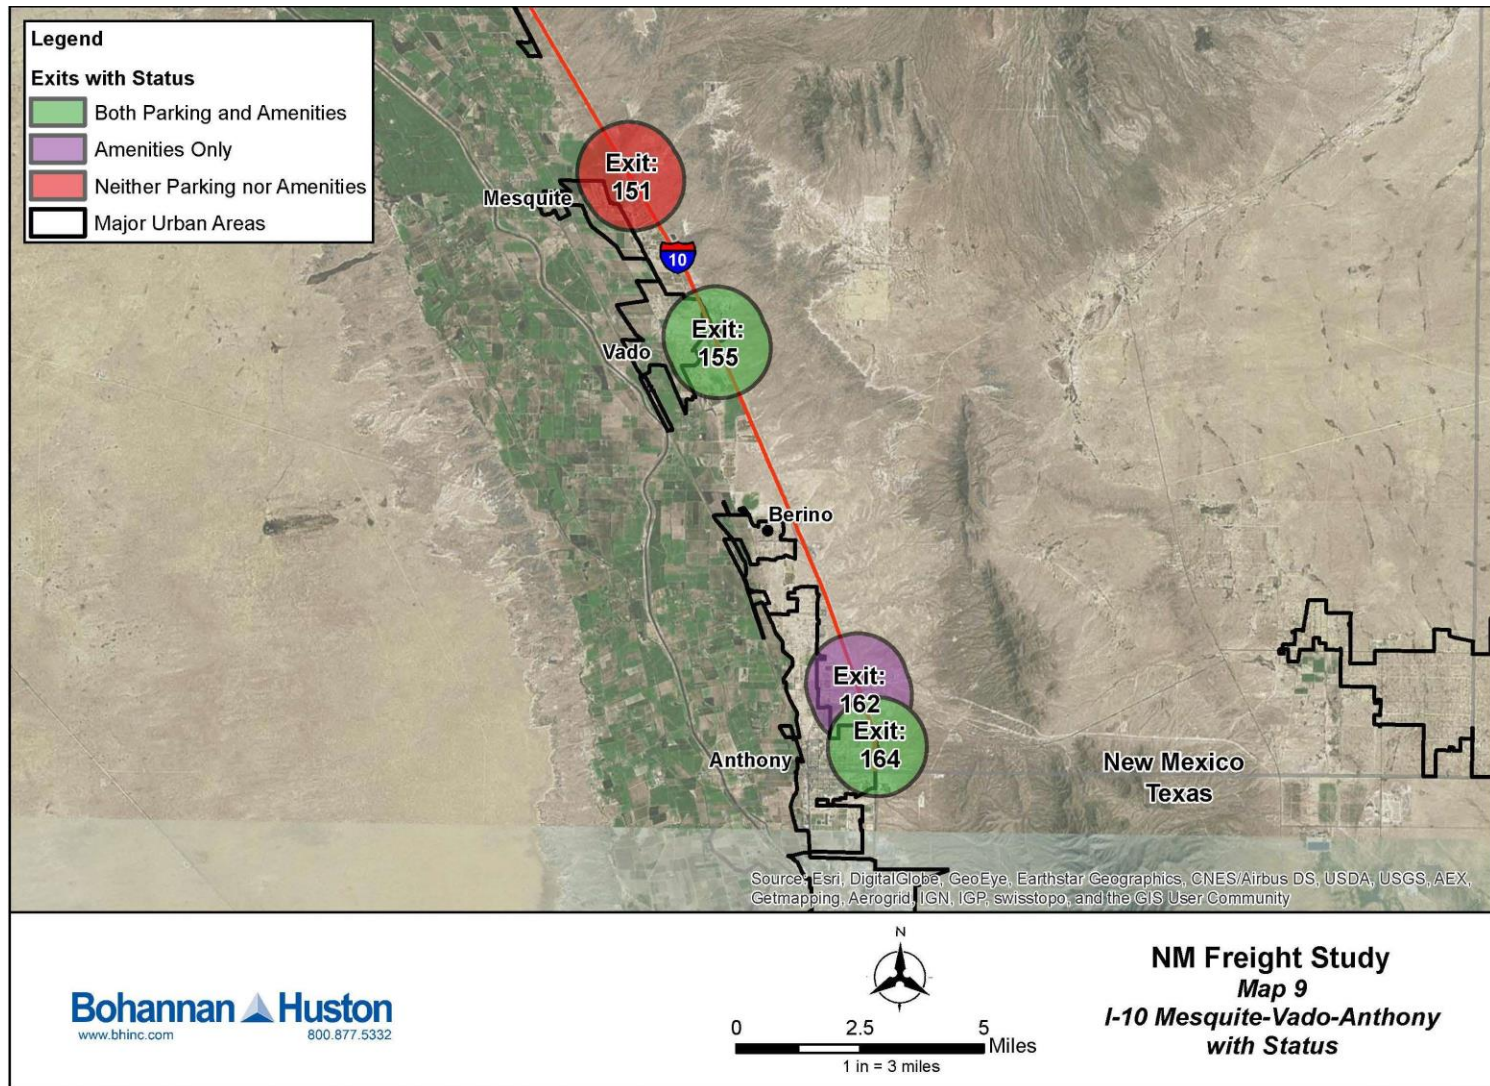 Legend
Exits with Status
Both Parking and Amenities
Amenities Only
Neither Parking nor Amenities
Major Urban Areas
Exit:
151
Mesquite
10
Exit:
155
Vado
Berino
Exit:
162
Exit:
164
Anthony
New Mexico
Texas
Source: Esri, DigitalGlobe, GeoEye, Earthstar Geographics, CNES/Airbus DS, USDA, USGS, AEX,
Getmapping, Aerogrid, IGN, IGP, swisstopo, and the GIS User Community
Bohannan Huston
www.bhinc.com 800.877.5332
N
0 2.5 5
Miles
1 in = 3 miles
NM Freight Study
Map 9
I-10 Mesquite-Vado-Anthony
with Status